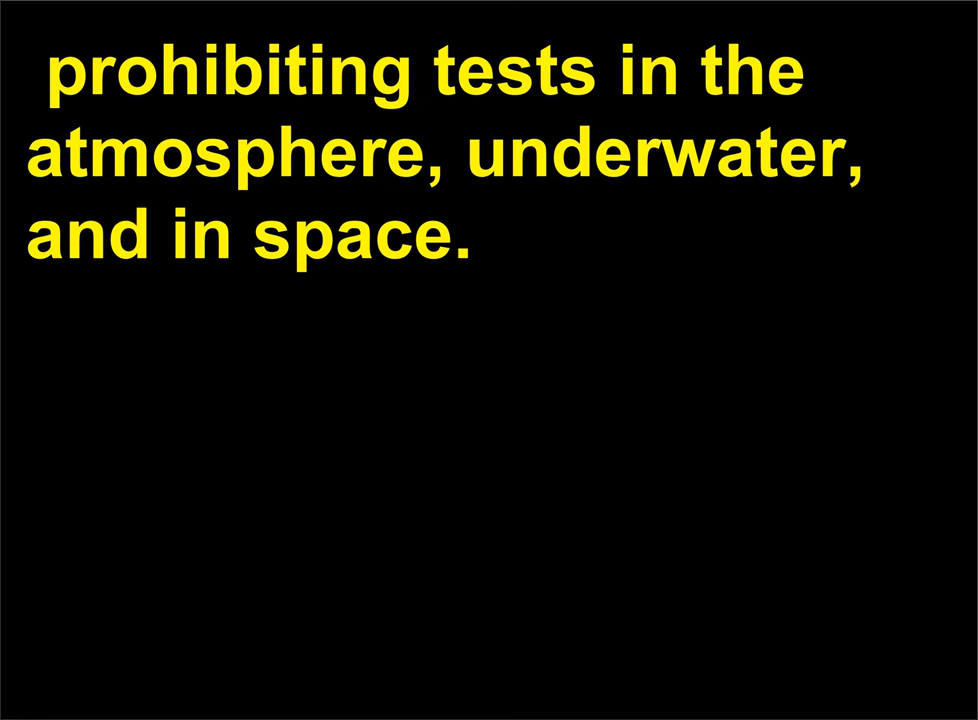 prohibiting tests in the
atmosphere, underwater,
and in space.